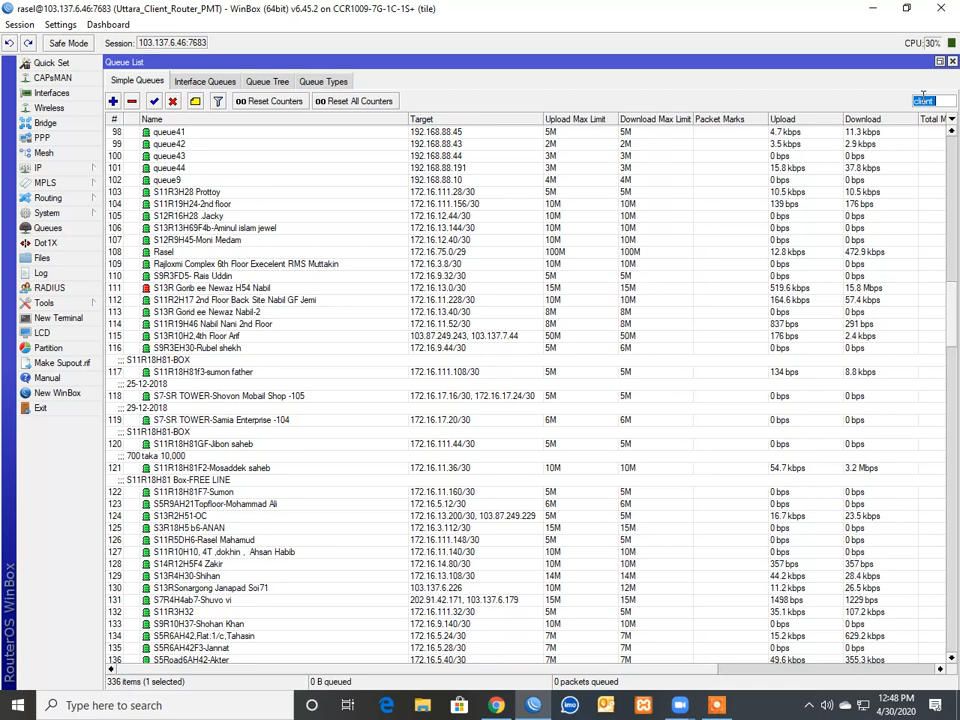 rasel@103.137.6.46:7683 (Uttara_Client_Router_PMT) - WinBox (64bit) v6.45.2 on CCR1009-7G-1C-1S+ (tile)
Session Settings Dashboard
Safe Mode Session: 103.137.6.46:7683 CPU: 30%
Quick Set
CAPsMAN
Interfaces
Wireless
Bridge
PPP
Mesh
IP
MPLS
Routing
System
Queues
Dot1X
Files
Log
RADIUS
Tools
New Terminal
LCD
Partition
Make Supout.rif
Manual
New WinBox
Exit
RouterOS WinBox
Queue List
Simple Queues Interface Queues Queue Tree Queue Types
00 Reset Counters 00 Reset All Counters client
# Name Target Upload Max Limit Download Max Limit Packet Marks Upload Download Total M
98 queue41 192.168.88.45 5M 5M 4.7 kbps 11.3 kbps
99 queue42 192.168.88.43 2M 5M 3.5 kbps 2.9 kbps
100 queue43 192.168.88.44 3M 3M 0 bps 0 bps
101 queue44 192.168.88.191 3M 3M 15.8 kbps 37.8 kbps
102 queue9 192.168.88.10 4M 4M 0 bps 0 bps
103 S11R3H28 Prottoy 172.16.111.28/30 5M 5M 10.5 kbps 10.5 kbps
104 S11R19H24-2nd floor 172.16.111.156/30 10M 10M 139 bps 176 bps
105 S12R16H28 .Jacky 172.16.12.44/30 10M 10M 0 bps 0 bps
106 S13R13H69F4b-Aminul islam jewel 172.16.13.144/30 10M 10M 0 bps 0 bps
107 S12R9H45-Moni Medam 172.16.12.40/30 10M 10M 0 bps 0 bps
108 Rasel 172.16.75.0/29 100M 100M 12.8 kbps 472.9 kbps
109 Rajloxmi Complex 6th Floor Execelent RMS Muttakin 172.16.3.8/30 10M 10M 0 bps 0 bps
110 S9R3FD5- Rais Uddin 172.16.9.32/30 5M 5M 0 bps 0 bps
111 S13R Gorib ee Newaz H54 Nabil 172.16.13.0/30 15M 15M 519.6 kbps 15.8 Mbps
112 S11R2H17 2nd Floor Back Site Nabil GF Jemi 172.16.11.228/30 10M 10M 164.6 kbps 57.4 kbps
113 S13R Gorib ee Newaz Nabil-2 172.16.13.40/30 8M 8M 0 bps 0 bps
114 S11R19H46 Nabil Nani 2nd Floor 172.16.11.52/30 8M 8M 837 bps 291 bps
115 S13R10H2,4th Floor Arif 103.87.249.243, 103.137.7.44 50M 50M 176 bps 2.4 kbps
116 S9R3EH30-Rubel shekh 172.16.9.44/30 5M 6M 0 bps 0 bps
;;; S11R18H81-BOX
117 S11R18H81f3-sumon father 172.16.111.108/30 5M 5M 134 bps 8.8 kbps
;;; 25-12-2018
118 S7-SR TOWER-Shovon Mobail Shop -105 172.16.17.16/30, 172.16.17.24/30 5M 5M 0 bps 0 bps
;;; 29-12-2018
119 S7-SR TOWER-Samia Enterprise -104 172.16.17.20/30 6M 6M 0 bps 0 bps
;;; S11R18H81-BOX
120 S11R18H81GF-Jibon saheb 172.16.111.44/30 5M 5M 0 bps 0 bps
;;; 700 taka 10,000
121 S11R18H81F2-Mosaddek saheb 172.16.11.36/30 10M 10M 54.7 kbps 3.2 Mbps
;;; S11R18H81 Box-FREE LINE
122 S11R18H81F7-Sumon 172.16.11.160/30 5M 5M 0 bps 0 bps
123 S5R9AH21Topfloor-Mohammad Ali 172.16.5.12/30 6M 6M 0 bps 0 bps
124 S13R2H51-OC 172.16.13.200/30, 103.87.249.229 5M 5M 16.7 kbps 23.5 kbps
125 S3R18H5 b6-ANAN 172.16.3.112/30 15M 15M 0 bps 0 bps
126 S11R5DH6-Rasel Mahamud 172.16.111.148/30 5M 5M 0 bps 0 bps
127 S11R10H10, 4T ,dokhin , Ahsan Habib 172.16.11.140/30 10M 10M 0 bps 0 bps
128 S14R12H5F4 Zakir 172.16.14.80/30 10M 10M 357 bps 357 bps
129 S13R4H30-Shihan 172.16.13.108/30 14M 14M 44.2 kbps 28.4 kbps
130 S13RSonargong Janapad Soi71 103.137.6.226 10M 12M 11.2 kbps 26.5 kbps
131 S7R4H4ab7-Shuvo vi 202.92.42.171, 103.137.6.179 15M 15M 1498 bps 1229 bps
132 S11R3H32 172.16.111.32/30 5M 5M 35.1 kbps 107.2 kbps
133 S9R10H37-Shohan Khan 172.16.9.140/30 10M 10M 0 bps 0 bps
134 S5R6AH42,Flat:1/c,Tahasin 172.16.5.24/30 7M 7M 15.2 kbps 629.2 kbps
135 S5R6AH42F3-Jannat 172.16.5.28/30 7M 7M 0 bps 0 bps
136 S5Road6AH42-Akter 172.16.5.40/30 7M 7M 49.6 kbps 355.3 kbps
336 items (1 selected) 0 B queued 0 packets queued
Type here to search
12:48 PM
4/30/2020